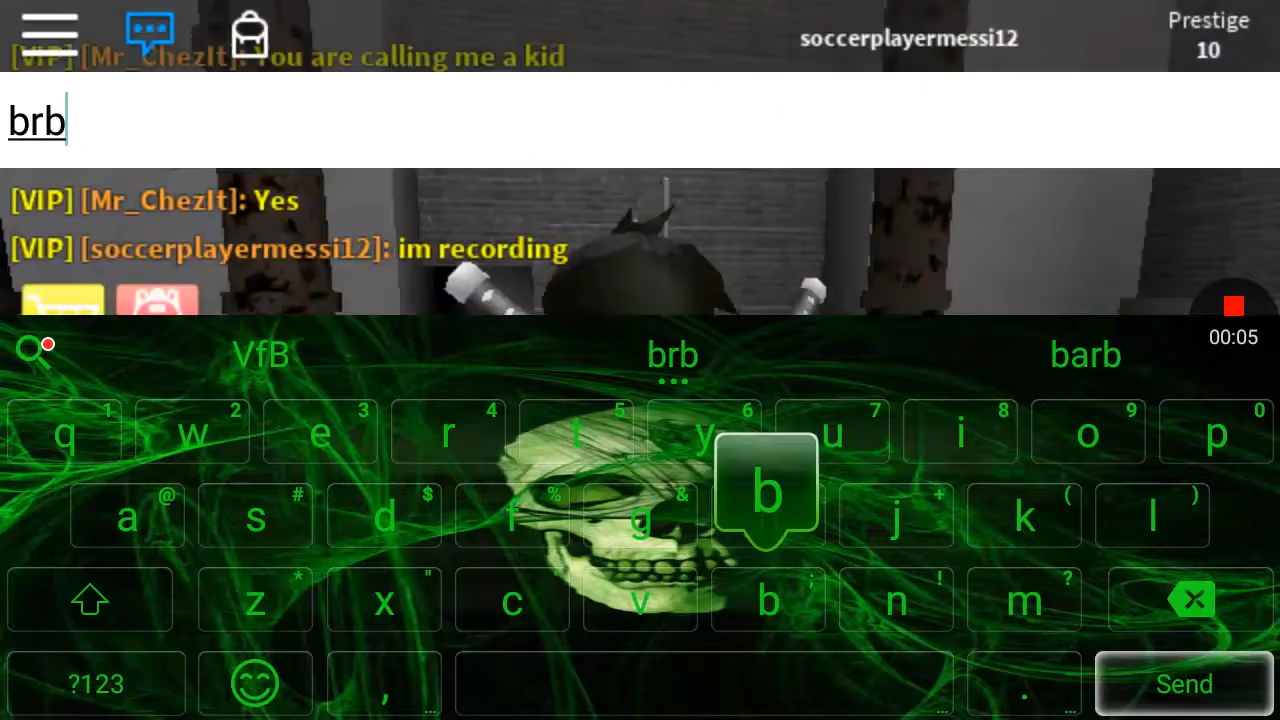 Prestige
soccerplayermessi12
10
[VIP] [Mr_ChezIt]: You are calling me a kid
brb
[VIP] [Mr_ChezIt]: Yes
[VIP] [soccerplayermessi12]: im recording
00:05
VfB brb barb
q 1 w 2 e 3 r 4 t 5 y 6 u 7 i 8 o 9 p 0
a @ s # d $ f % g & b j + k ( l )
z * x " c ' v b ; n ! m ?
?123 , . Send